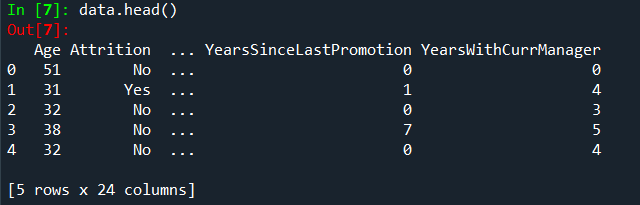 In [7]: data.head()
Out[7]:
   Age Attrition  ... YearsSinceLastPromotion YearsWithCurrManager
0   51        No  ...                       0                    0
1   31       Yes  ...                       1                    4
2   32        No  ...                       0                    3
3   38        No  ...                       7                    5
4   32        No  ...                       0                    4
[5 rows x 24 columns]